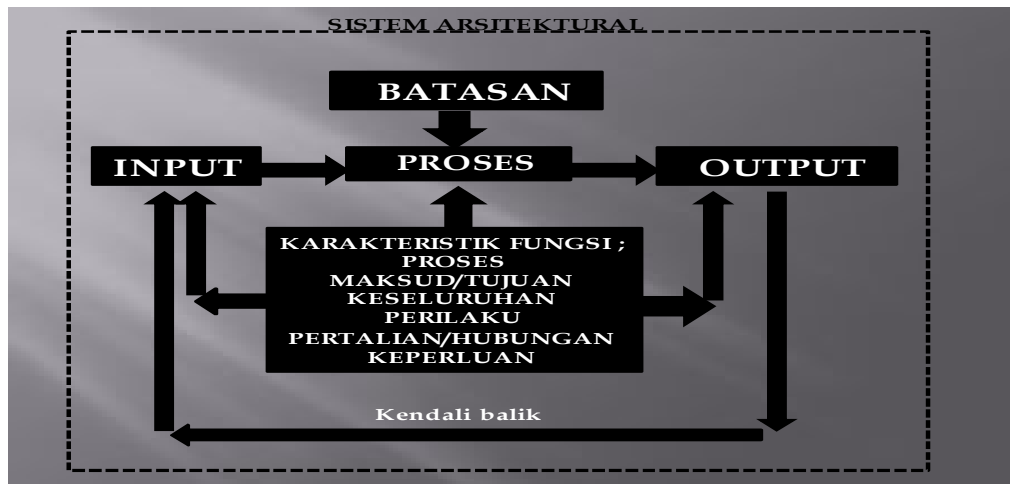 SISTEM ARSITEKTURAL
BATASAN
INPUT
PROSES
OUTPUT
KARAKTERISTIK FUNGSI ;
PROSES
MAKSUD/TUJUAN
KESELURUHAN
PERILAKU
PERTALIAN/HUBUNGAN
KEPERLUAN
Kendali balik